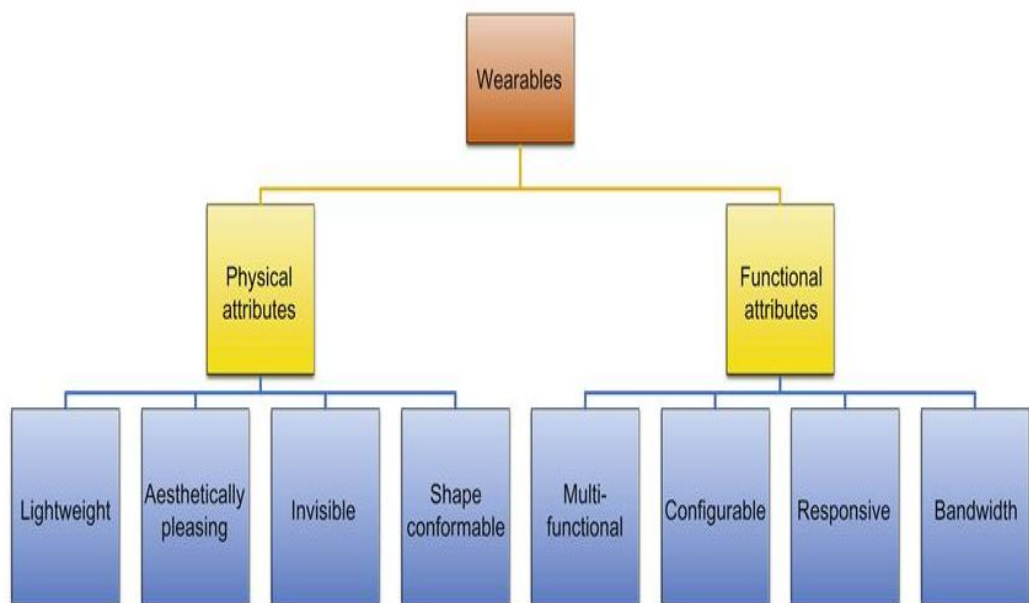 Wearables
Physical
attributes
Functional
attributes
Lightweight
Aesthetically
pleasing
Invisible
Shape
conformable
Multi-
functional
Configurable
Responsive
Bandwidth